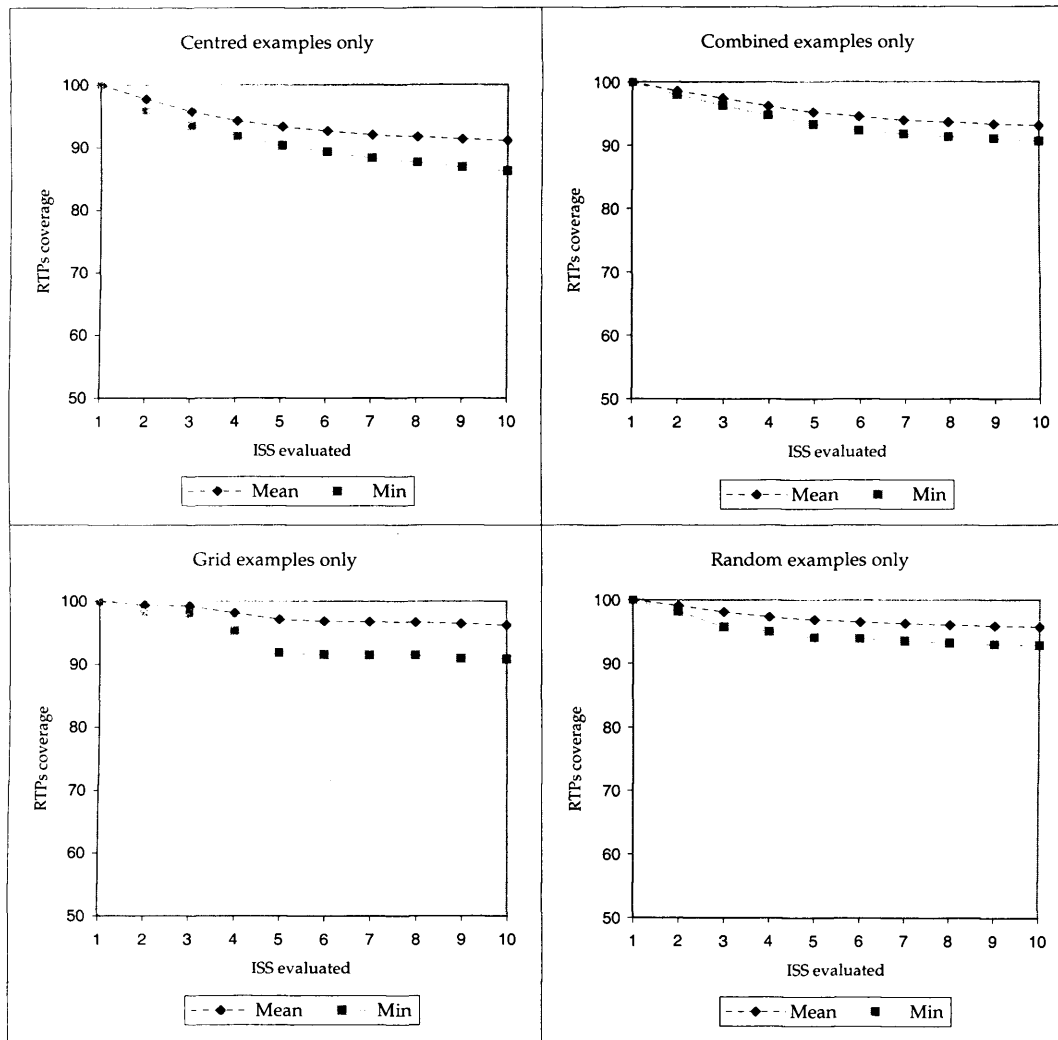 Centred examples only
100
90
80
70
60
50
RTPs coverage
1 2 3 4 5 6 7 8 9 10
ISS evaluated
Mean Min
Combined examples only
100
90
80
70
60
50
RTPs coverage
1 2 3 4 5 6 7 8 9 10
ISS evaluated
Mean Min
Grid examples only
100
90
80
70
60
50
RTPs coverage
1 2 3 4 5 6 7 8 9 10
ISS evaluated
Mean Min
Random examples only
100
90
80
70
60
50
RTPs coverage
1 2 3 4 5 6 7 8 9 10
ISS evaluated
Mean Min